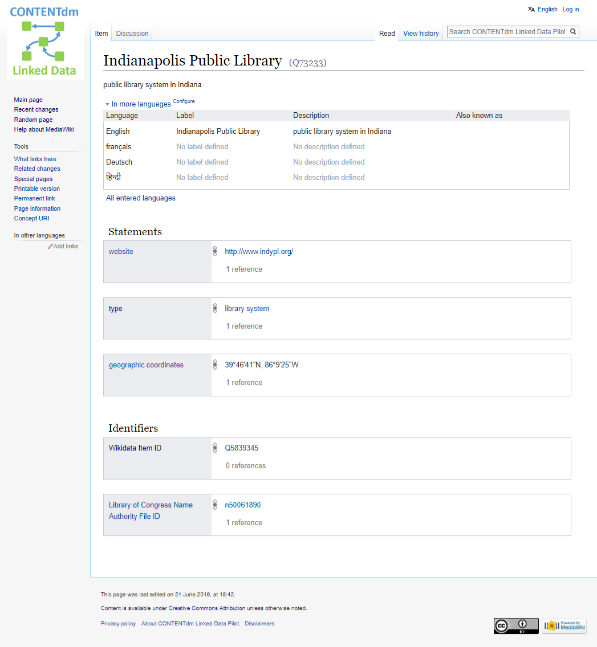 CONTENTdm
Linked Data
English Log in
Item Discussion Read View history Search CONTENTdm Linked Data Pilot
Indianapolis Public Library (Q73233)
public library system in Indiana
In more languages Configure
Language Label Description Also known as
English Indianapolis Public Library public library system in Indiana
français No label defined No description defined
Deutsch No label defined No description defined
हिन्दी No label defined No description defined
All entered languages
Main page
Recent changes
Random page
Help about MediaWiki
Tools
What links here
Related changes
Special pages
Printable version
Permanent link
Page information
Concept URI
In other languages
Add links
Statements
website http://www.indypl.org/
1 reference
type library system
1 reference
geographic coordinates 39°46'41"N, 86°9'25"W
1 reference
Identifiers
Wikidata Item ID Q5839345
0 references
Library of Congress Name
Authority File ID n50061890
1 reference
This page was last edited on 21 June 2019, at 18:42.
Content is available under Creative Commons Attribution unless otherwise noted.
Privacy policy About CONTENTdm Linked Data Pilot Disclaimers
CC BY
Powered by
MediaWiki